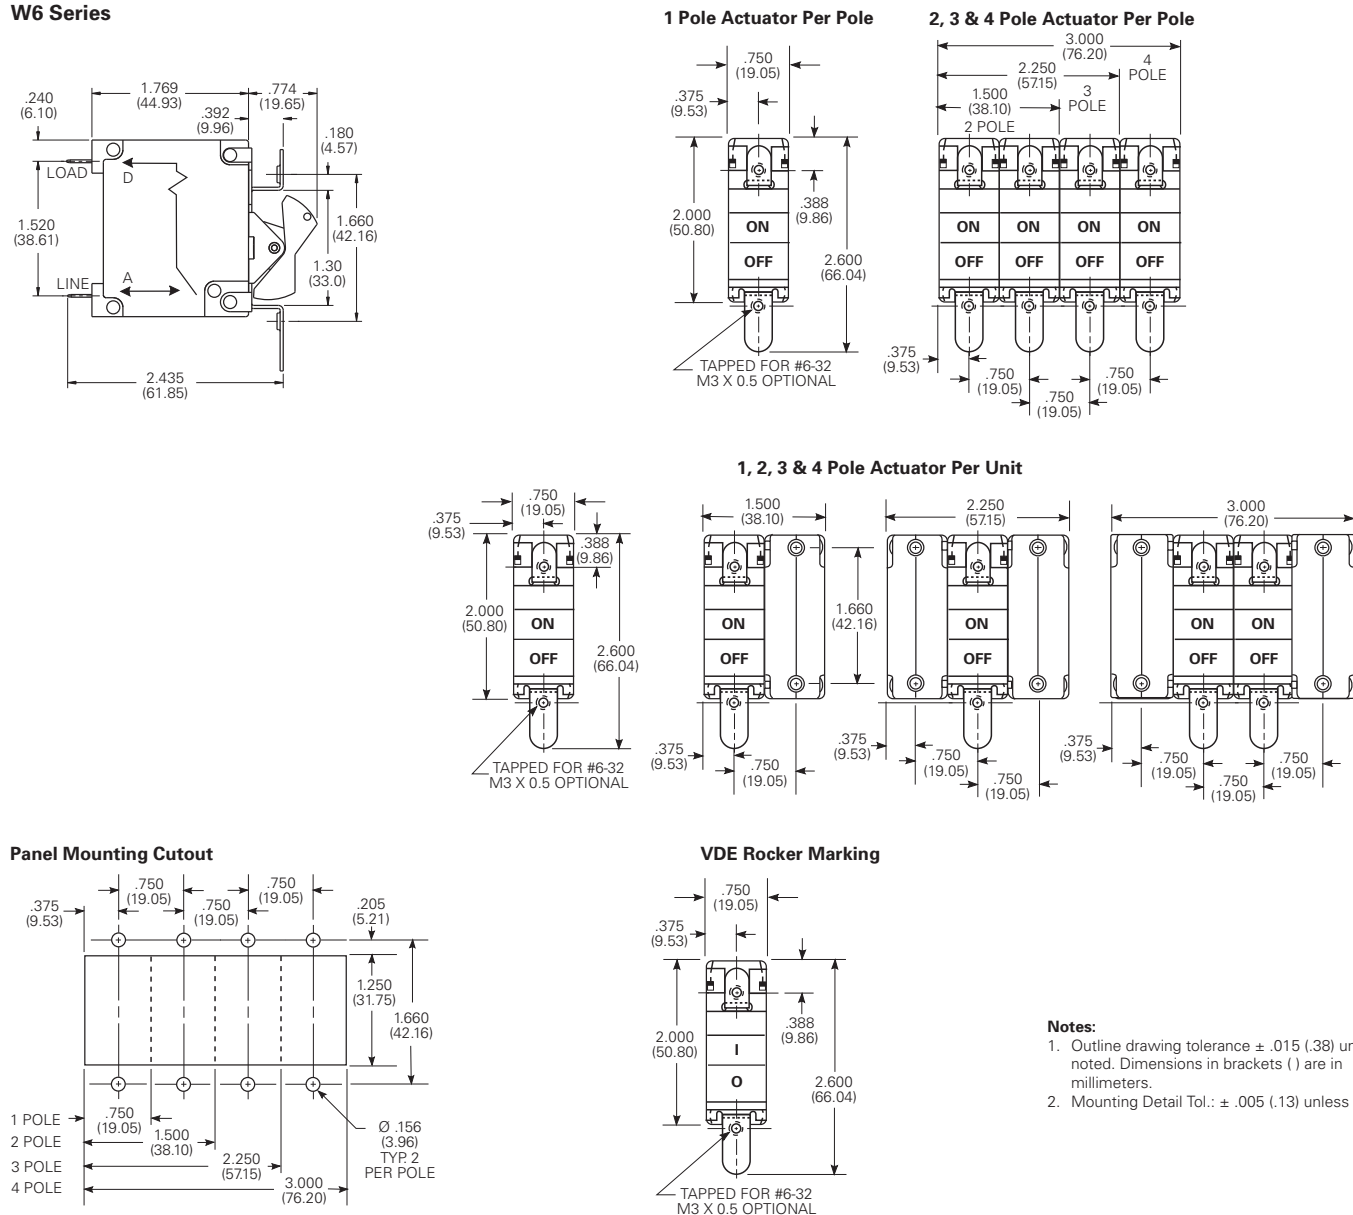 W6 Series
1.769
(44.93)
.774
(19.65)
.240
(6.10)
.392
(9.96)
.180
(4.57)
LOAD
D
1.520
(38.61)
1.660
(42.16)
1.30
(33.0)
LINE
A
2.435
(61.85)
1 Pole Actuator Per Pole
.750
(19.05)
.375
(9.53)
.388
(9.86)
2.000
(50.80)
ON
OFF
2.600
(66.04)
TAPPED FOR #6-32
M3 X 0.5 OPTIONAL
2, 3 & 4 Pole Actuator Per Pole
3.000
(76.20)
4
POLE
2.250
(57.15)
3
POLE
1.500
(38.10)
2 POLE
ON ON ON ON
OFF OFF OFF OFF
.375
(9.53)
.750
(19.05)
.750
(19.05)
.750
(19.05)
1, 2, 3 & 4 Pole Actuator Per Unit
.750
(19.05)
.375
(9.53)
.388
(9.86)
2.000
(50.80)
ON
OFF
2.600
(66.04)
TAPPED FOR #6-32
M3 X 0.5 OPTIONAL
1.500
(38.10)
ON
OFF
1.660
(42.16)
.375
(9.53)
.750
(19.05)
2.250
(57.15)
ON
OFF
.375
(9.53)
.750
(19.05)
.750
(19.05)
3.000
(76.20)
ON ON
OFF OFF
.375
(9.53)
.750
(19.05)
.750
(19.05)
.750
(19.05)
Panel Mounting Cutout
.750
(19.05)
.750
(19.05)
.375
(9.53)
.750
(19.05)
.205
(5.21)
1.250
(31.75)
1.660
(42.16)
1 POLE
.750
(19.05)
2 POLE
1.500
(38.10)
3 POLE
2.250
(57.15)
4 POLE
3.000
(76.20)
Ø .156
(3.96)
TYP. 2
PER POLE
VDE Rocker Marking
.750
(19.05)
.375
(9.53)
.388
(9.86)
2.000
(50.80)
I
O
2.600
(66.04)
TAPPED FOR #6-32
M3 X 0.5 OPTIONAL
Notes:
1. Outline drawing tolerance ± .015 (.38)
noted. Dimensions in brackets ( ) are in
millimeters.
2. Mounting Detail Tol.: ± .005 (.13) unless